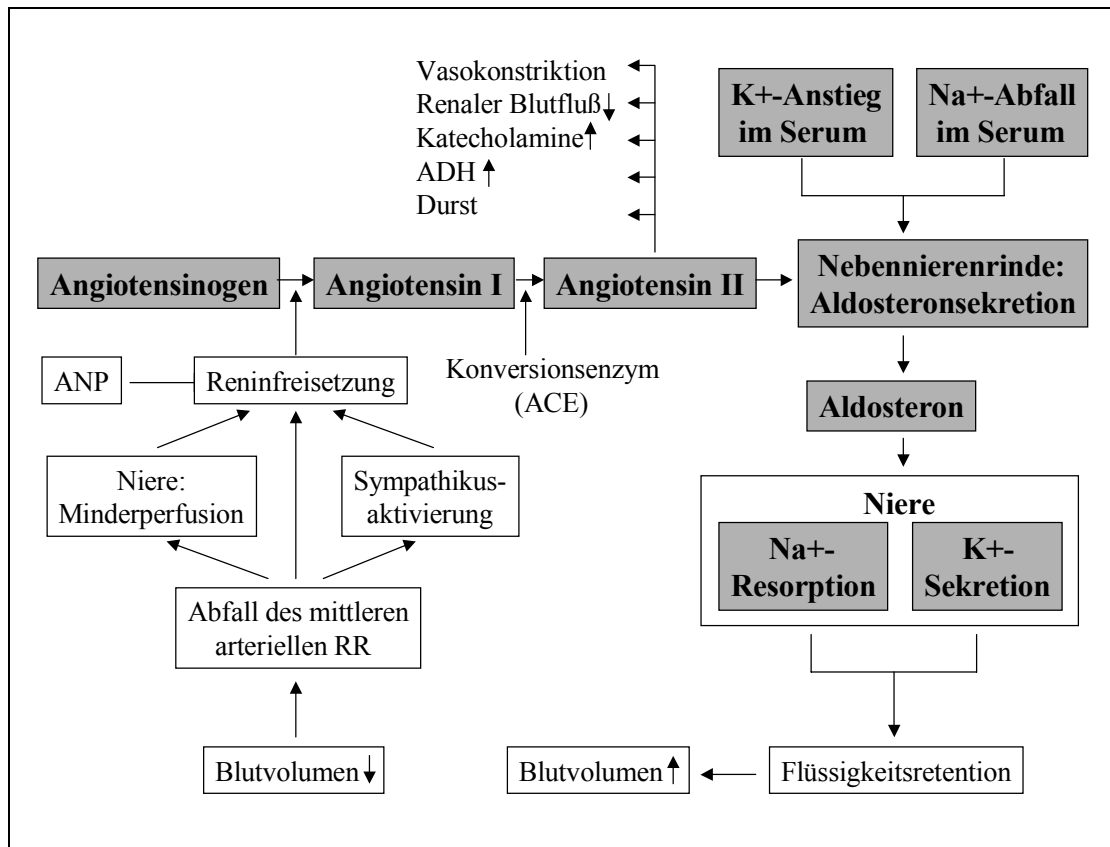 Vasokonstriktion
Renaler Blutfluß↓
Katecholamine↑
ADH ↑
Durst
K+-Anstieg
im Serum
Na+-Abfall
im Serum
Angiotensinogen
Angiotensin I
Angiotensin II
Nebennierenrinde:
Aldosteronsekretion
ANP
Reninfreisetzung
Konversionsenzym
(ACE)
Aldosteron
Niere:
Minderperfusion
Sympathikus-
aktivierung
Niere
Na+-
Resorption
K+-
Sekretion
Abfall des mittleren
arteriellen RR
Blutvolumen↓
Blutvolumen↑
Flüssigkeitsretention